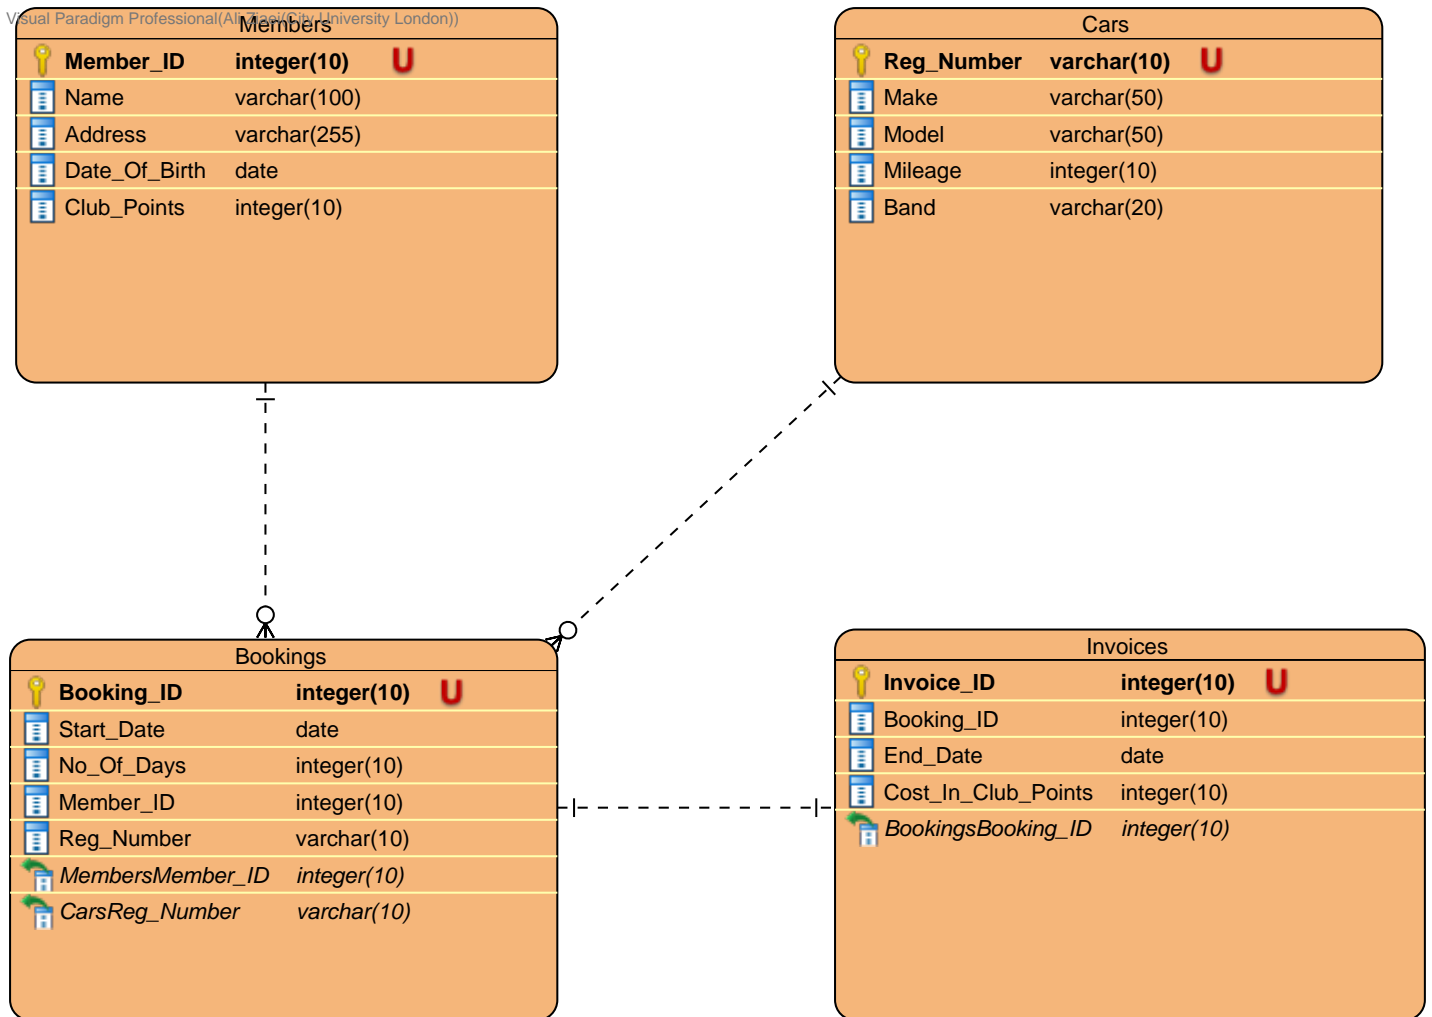 Visual Paradigm Professional(Ali Ziaei(City University London))
Members
Member_ID integer(10) U
Name varchar(100)
Address varchar(255)
Date_Of_Birth date
Club_Points integer(10)
Cars
Reg_Number varchar(10) U
Make varchar(50)
Model varchar(50)
Mileage integer(10)
Band varchar(20)
Bookings
Booking_ID integer(10) U
Start_Date date
No_Of_Days integer(10)
Member_ID integer(10)
Reg_Number varchar(10)
MembersMember_ID integer(10)
CarsReg_Number varchar(10)
Invoices
Invoice_ID integer(10) U
Booking_ID integer(10)
End_Date date
Cost_In_Club_Points integer(10)
BookingsBooking_ID integer(10)